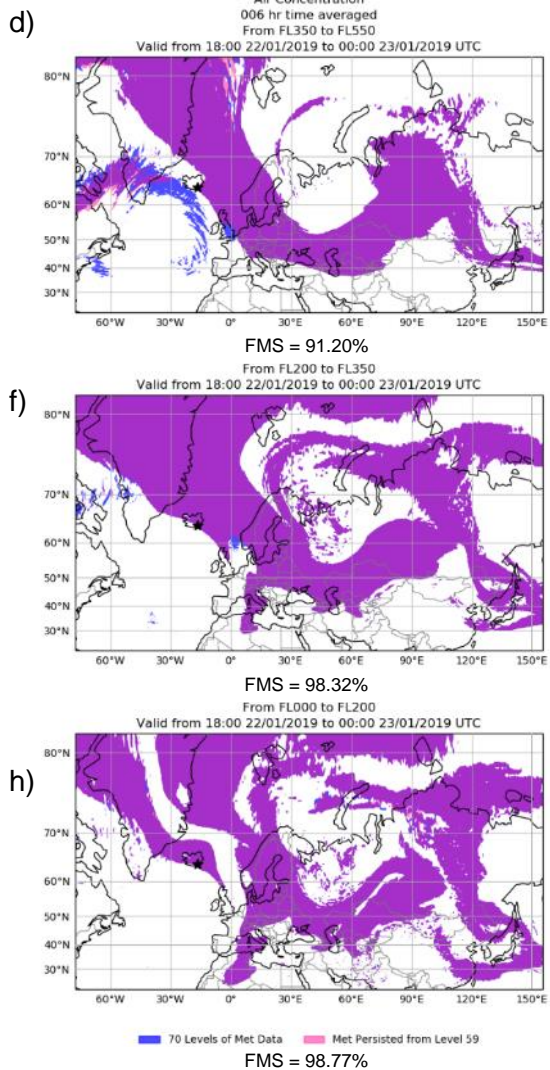 Air Concentration
d)
006 hr time averaged
From FL350 to FL550
Valid from 18:00 22/01/2019 to 00:00 23/01/2019 UTC
80°N
70°N
60°N
50°N
40°N
30°N
60°W 30°W 0° 30°E 60°E 90°E 120°E 150°E
FMS = 91.20%
f)
From FL200 to FL350
Valid from 18:00 22/01/2019 to 00:00 23/01/2019 UTC
80°N
70°N
60°N
50°N
40°N
30°N
60°W 30°W 0° 30°E 60°E 90°E 120°E 150°E
FMS = 98.32%
h)
From FL000 to FL200
Valid from 18:00 22/01/2019 to 00:00 23/01/2019 UTC
80°N
70°N
60°N
50°N
40°N
30°N
60°W 30°W 0° 30°E 60°E 90°E 120°E 150°E
70 Levels of Met Data Met Persisted from Level 59
FMS = 98.77%